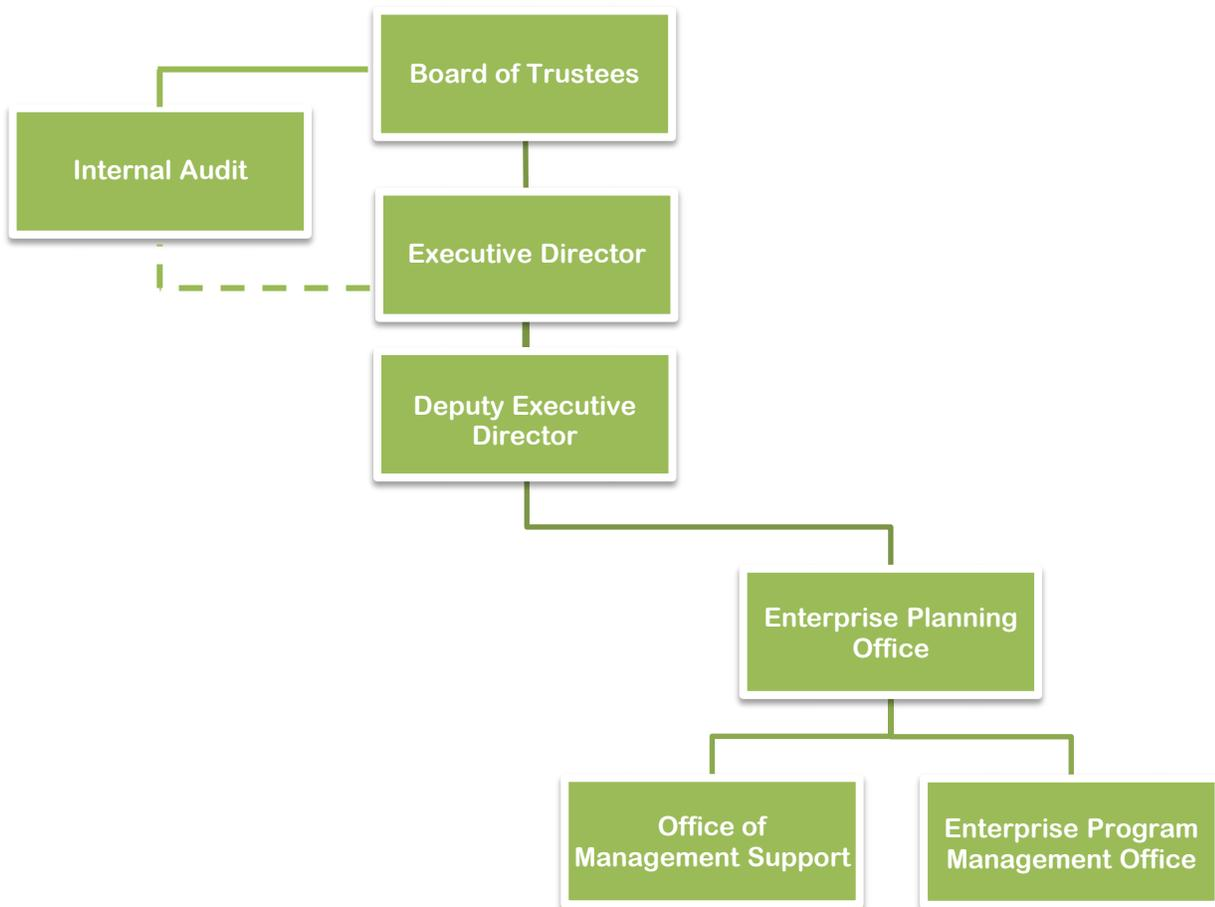 Board of Trustees
Internal Audit
Executive Director
Deputy Executive
Director
Enterprise Planning
Office
Office of
Management Support
Enterprise Program
Management Office